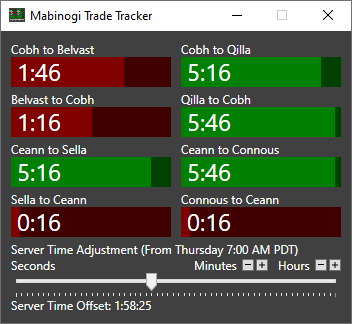 Mabinogi Trade Tracker
Cobh to Belvast Cobh to Qilla
1:46 5:16
Belvast to Cobh Qilla to Cobh
1:16 5:46
Ceann to Sella Ceann to Connous
5:16 5:46
Sella to Ceann Connous to Ceann
0:16 0:16
Server Time Adjustment (From Thursday 7:00 AM PDT)
Seconds Minutes - + Hours - +
Server Time Offset: 1:58:25